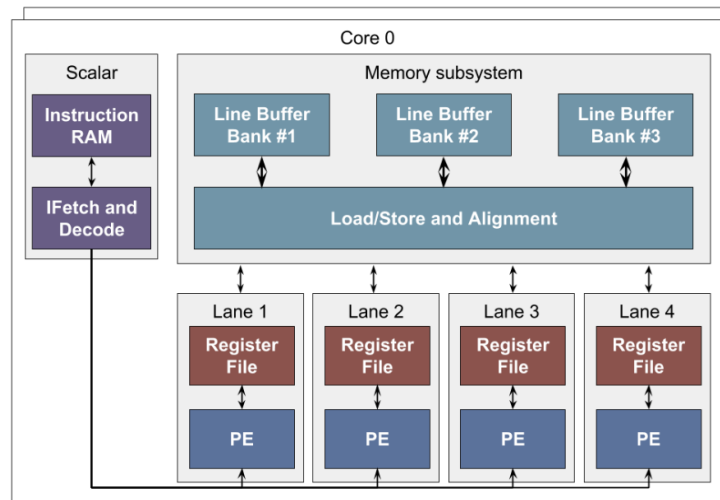 Core 0
Scalar
Instruction
RAM
IFetch and
Decode
Memory subsystem
Line Buffer
Bank #1
Line Buffer
Bank #2
Line Buffer
Bank #3
Load/Store and Alignment
Lane 1
Register
File
PE
Lane 2
Register
File
PE
Lane 3
Register
File
PE
Lane 4
Register
File
PE